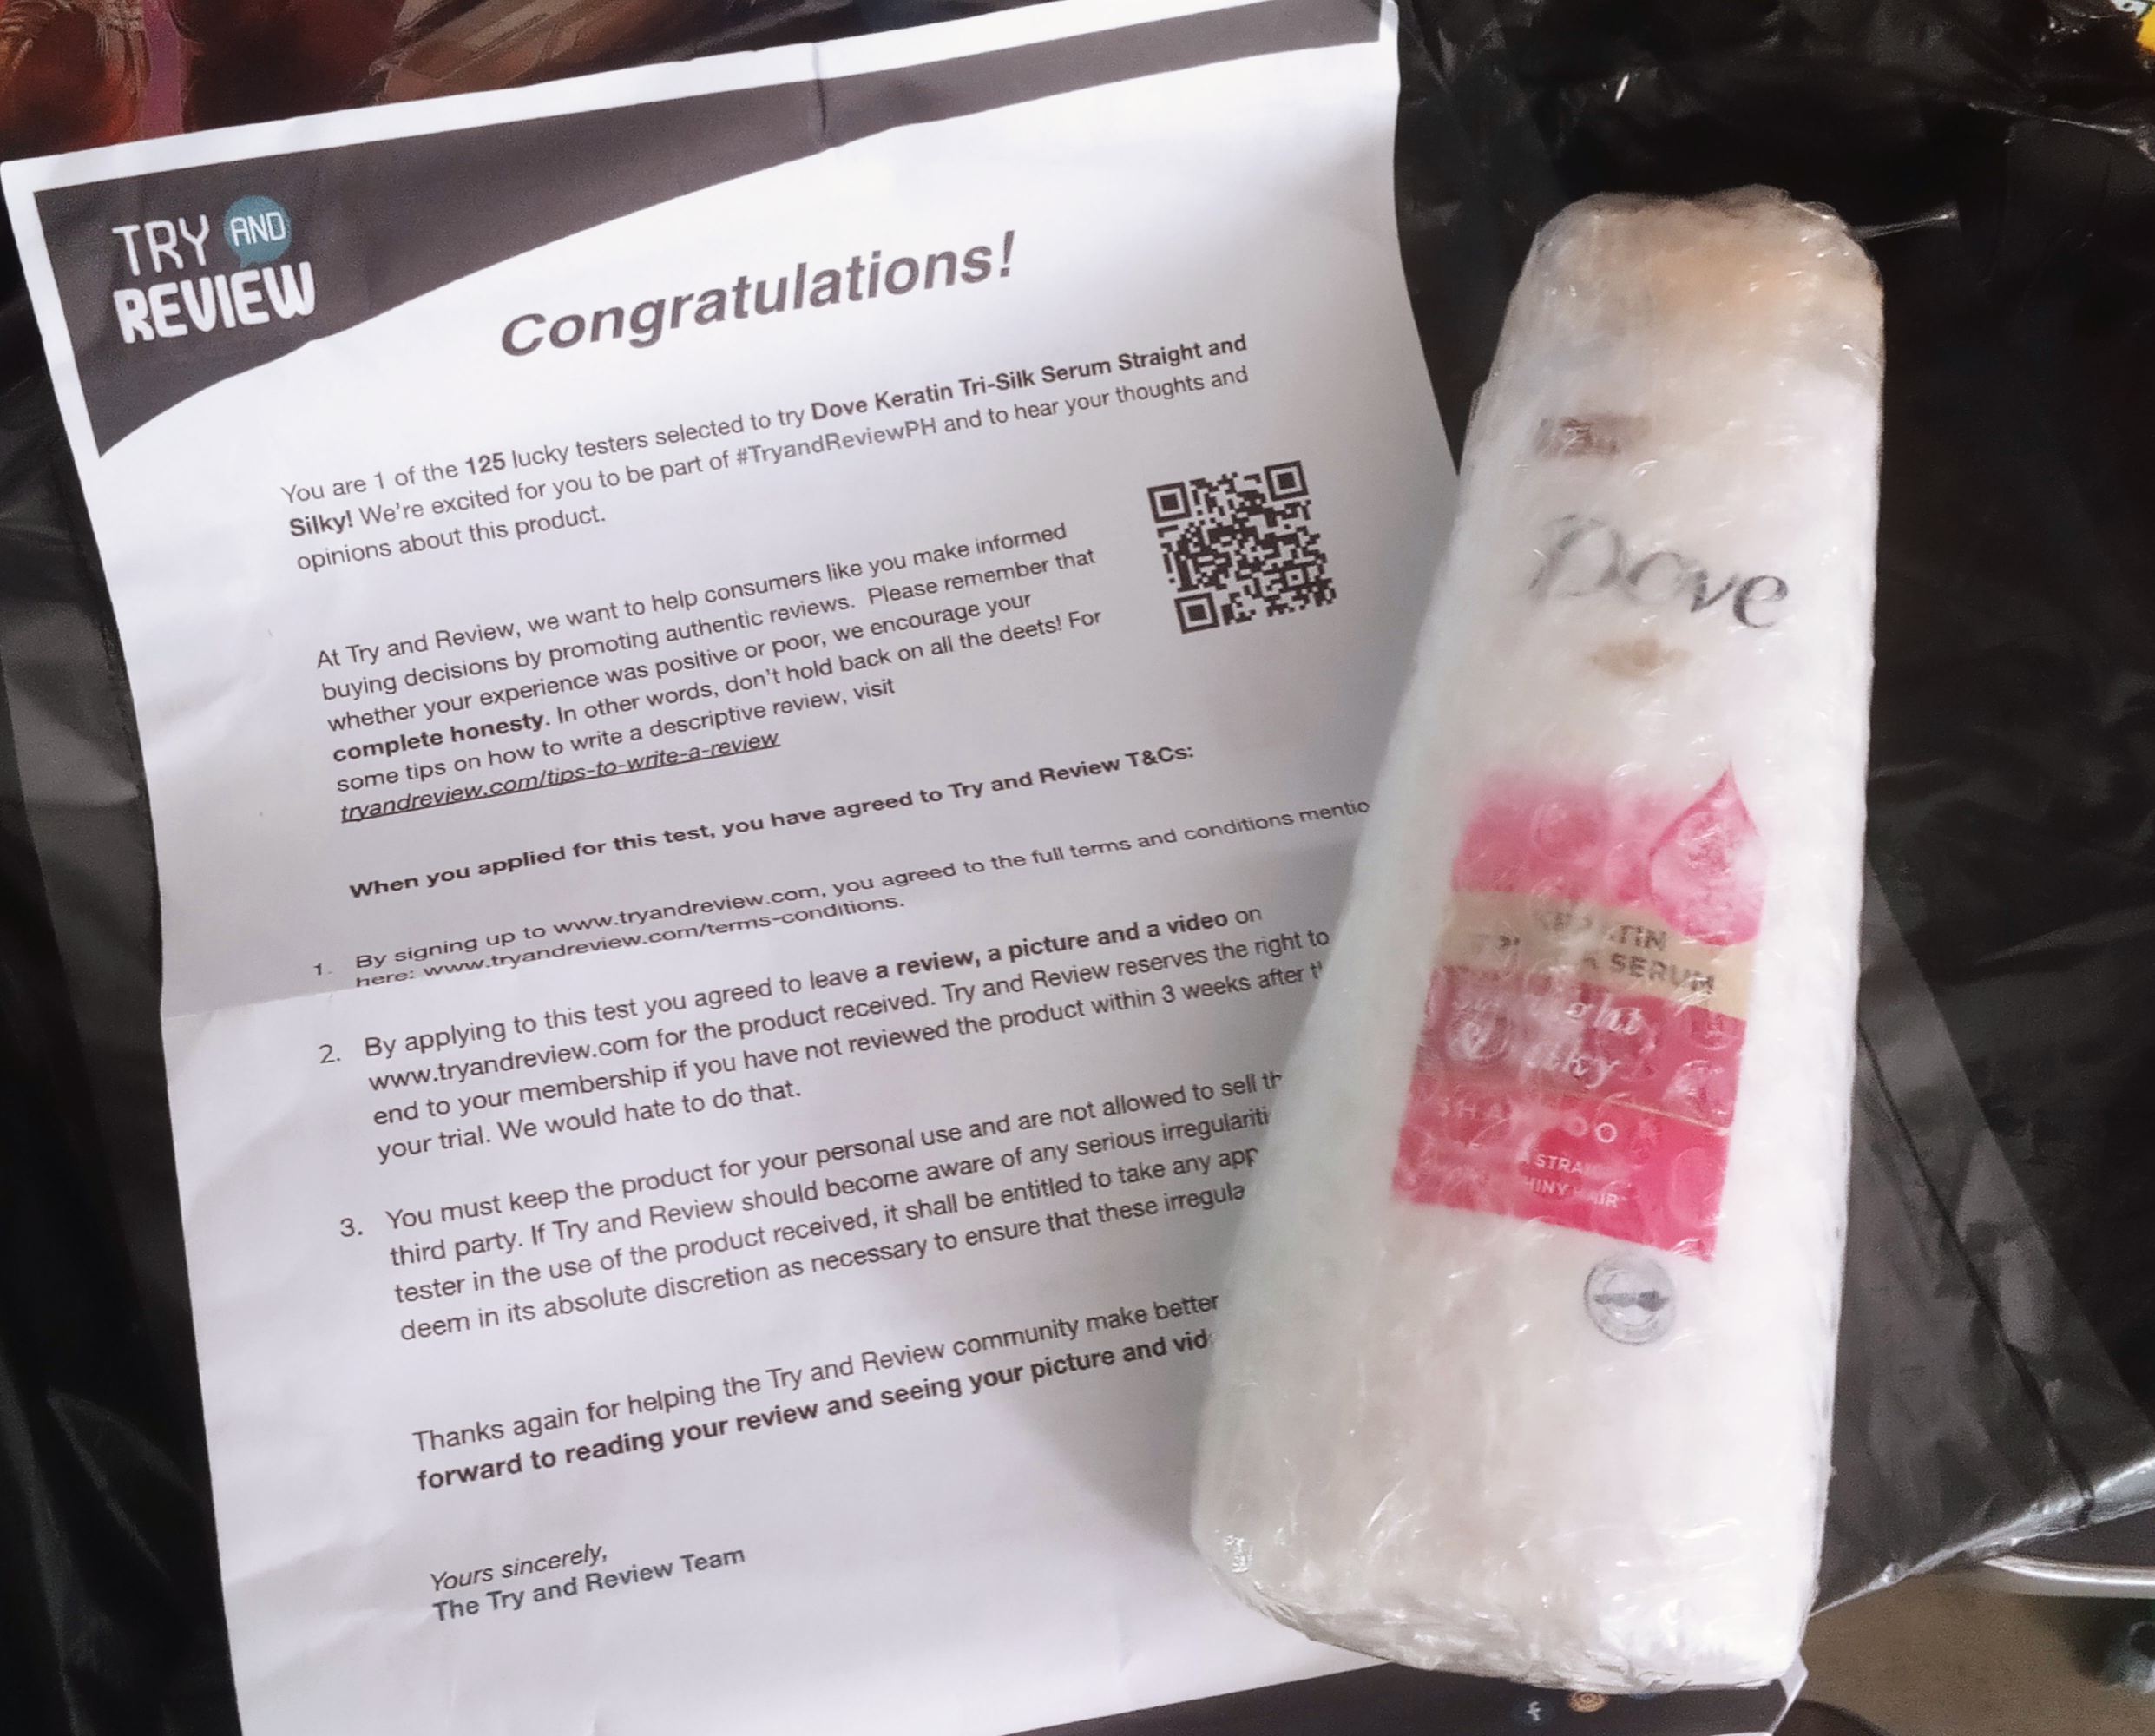 TRY AND
REVIEW
Congratulations!
You are 1 of the 125 lucky testers selected to try Dove Keratin Tri-Silk Serum Straight and
Silky! We're excited for you to be part of #TryandReviewPH and to hear your thoughts and
opinions about this product.
At Try and Review, we want to help consumers like you make informed
buying decisions by promoting authentic reviews. Please remember that
whether your experience was positive or poor, we encourage your
complete honesty. In other words, don't hold back on all the deets! For
some tips on how to write a descriptive review, visit
tryandreview.com/tips-to-write-a-review
When you applied for this test, you have agreed to Try and Review T&Cs:
1. By signing up to www.tryandreview.com, you agreed to the full terms and conditions mentio
here: www.tryandreview.com/terms-conditions.
2. By applying to this test you agreed to leave a review, a picture and a video on
www.tryandreview.com for the product received. Try and Review reserves the right to
end to your membership if you have not reviewed the product within 3 weeks after t
your trial. We would hate to do that.
3. You must keep the product for your personal use and are not allowed to sell th
third party. If Try and Review should become aware of any serious irregulariti
tester in the use of the product received, it shall be entitled to take any app
deem in its absolute discretion as necessary to ensure that these irregula
Thanks again for helping the Try and Review community make better
forward to reading your review and seeing your picture and vid
Yours sincerely,
The Try and Review Team
Dove
KERATIN
SERUM
&
SHAMPOO